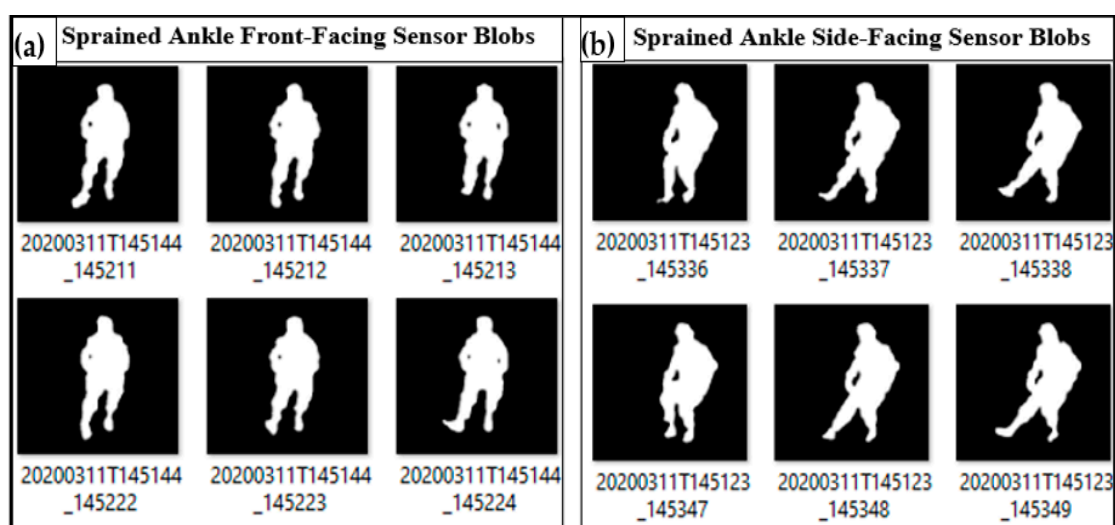 (a) Sprained Ankle Front-Facing Sensor Blobs
20200311T145144
_145211
20200311T145144
_145212
20200311T145144
_145213
20200311T145144
_145222
20200311T145144
_145223
20200311T145144
_145224
(b) Sprained Ankle Side-Facing Sensor Blobs
20200311T145123
_145336
20200311T145123
_145337
20200311T145123
_145338
20200311T145123
_145347
20200311T145123
_145348
20200311T145123
_145349